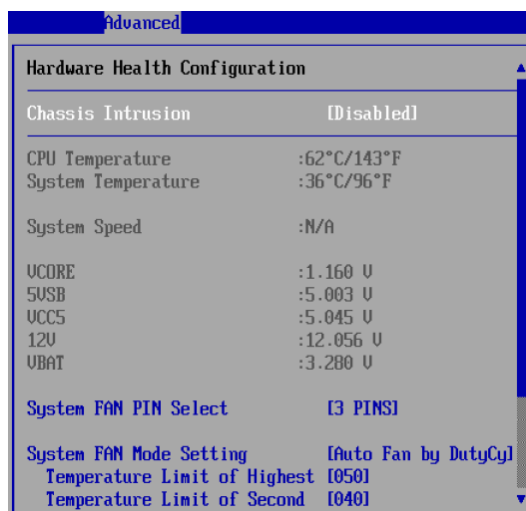 Advanced
Hardware Health Configuration
Chassis Intrusion [Disabled]
CPU Temperature :62°C/143°F
System Temperature :36°C/96°F
System Speed :N/A
VCORE :1.160 V
5VSB :5.003 V
VCC5 :5.045 V
12V :12.056 V
VBAT :3.280 V
System FAN PIN Select [3 PINS]
System FAN Mode Setting [Auto Fan by DutyCy]
Temperature Limit of Highest [050]
Temperature Limit of Second [040]